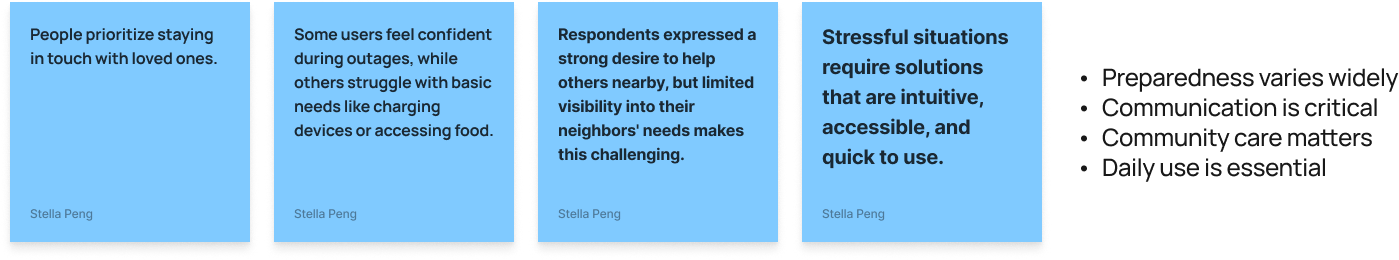 People prioritize staying
in touch with loved ones.
Stella Peng
Some users feel confident
during outages, while
others struggle with basic
needs like charging
devices or accessing food.
Stella Peng
Respondents expressed a
strong desire to help
others nearby, but limited
visibility into their
neighbors' needs makes
this challenging.
Stella Peng
Stressful situations
require solutions
that are intuitive,
accessible, and
quick to use.
Stella Peng
• Preparedness varies widely
• Communication is critical
• Community care matters
• Daily use is essential